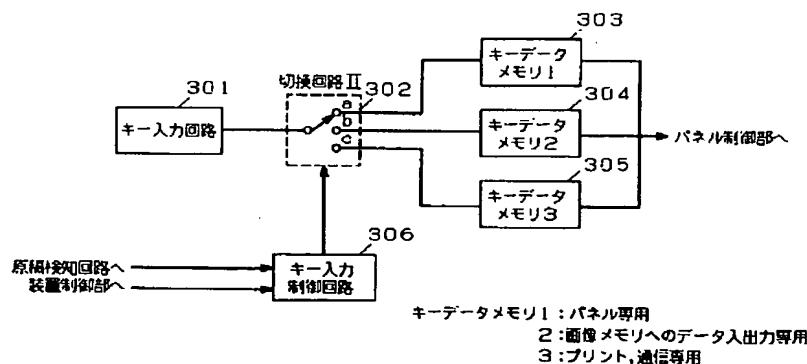 303
キーデータ
メモリ1
切換回路II
302
301
a
304
キー入力回路
b
キーデータ
メモリ2
パネル制御部へ
c
305
キーデータ
メモリ3
306
原稿検知回路へ
装置制御部へ
キー入力
制御回路
キーデータメモリ1:パネル専用
2:画像メモリへのデータ入出力専用
3:プリント,通信専用